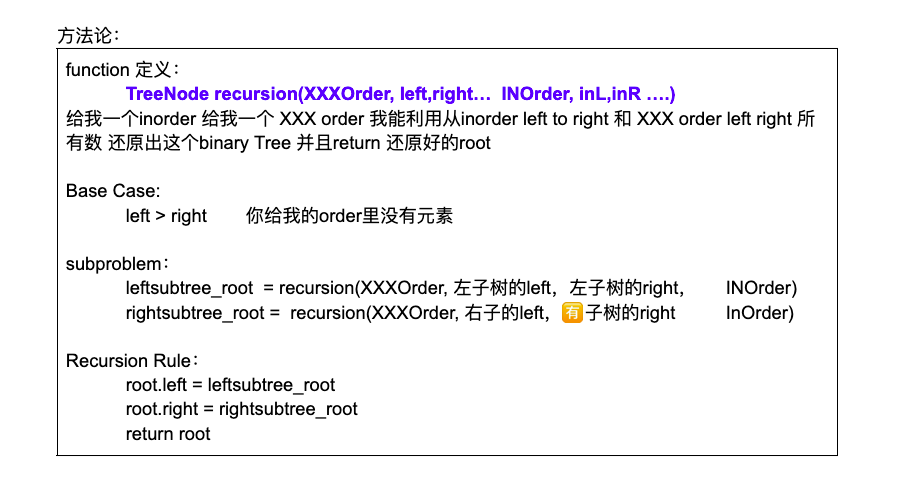 方法论：
function 定义：
TreeNode recursion(XXXOrder, left,right… INOrder, inL,inR ….)
给我一个inorder 给我一个 XXX order 我能利用从inorder left to right 和 XXX order left right 所
有数 还原出这个binary Tree 并且return 还原好的root
Base Case:
left > right 你给我的order里没有元素
subproblem：
leftsubtree_root = recursion(XXXOrder, 左子树的left，左子树的right， INOrder)
rightsubtree_root = recursion(XXXOrder, 右子的left，🈶子树的right InOrder)
Recursion Rule：
root.left = leftsubtree_root
root.right = rightsubtree_root
return root